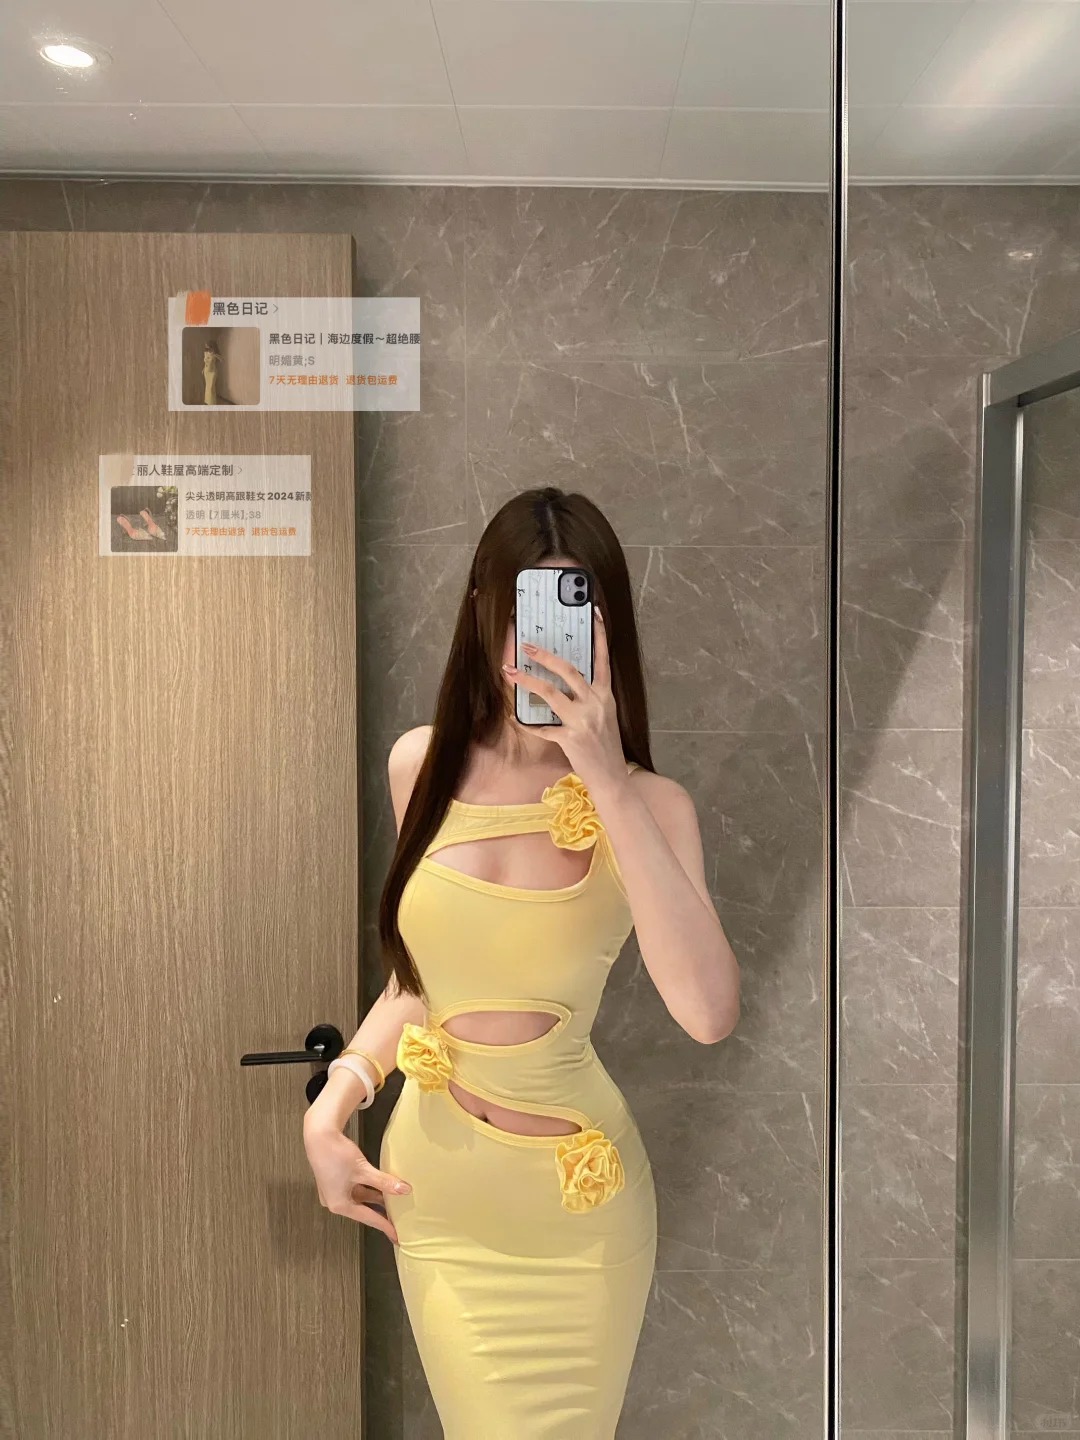 黑色日记 >
黑色日记｜海边度假～超绝腰
明媚黄;S
7天无理由退货 退货包运费
丽人鞋屋高端定制 >
尖头透明高跟鞋女2024新款
透明【7厘米】;38
7天无理由退货 退货包运费